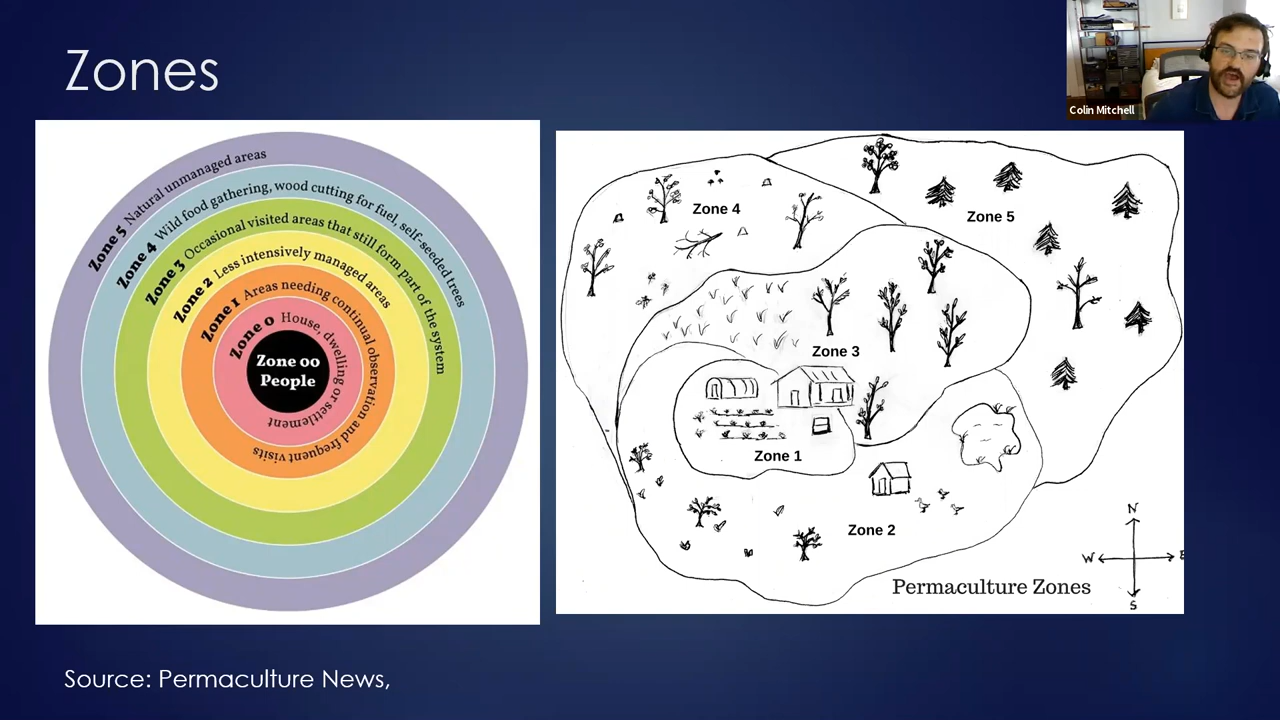 Zones
Colin Mitchell
Zone 5 Natural unmanaged areas
Zone 4 Wild food gathering, wood cutting for fuel, self-seeded trees
Zone 3 Occasional visited areas that still form part of the system
Zone 2 Less intensively managed areas
Zone 1 Areas needing continual observation and frequent visits
Zone 0 House, dwelling or settlement
Zone 00
People
Zone 4
Zone 5
Zone 3
Zone 1
Zone 2
N
W
E
S
Permaculture Zones
Source: Permaculture News,